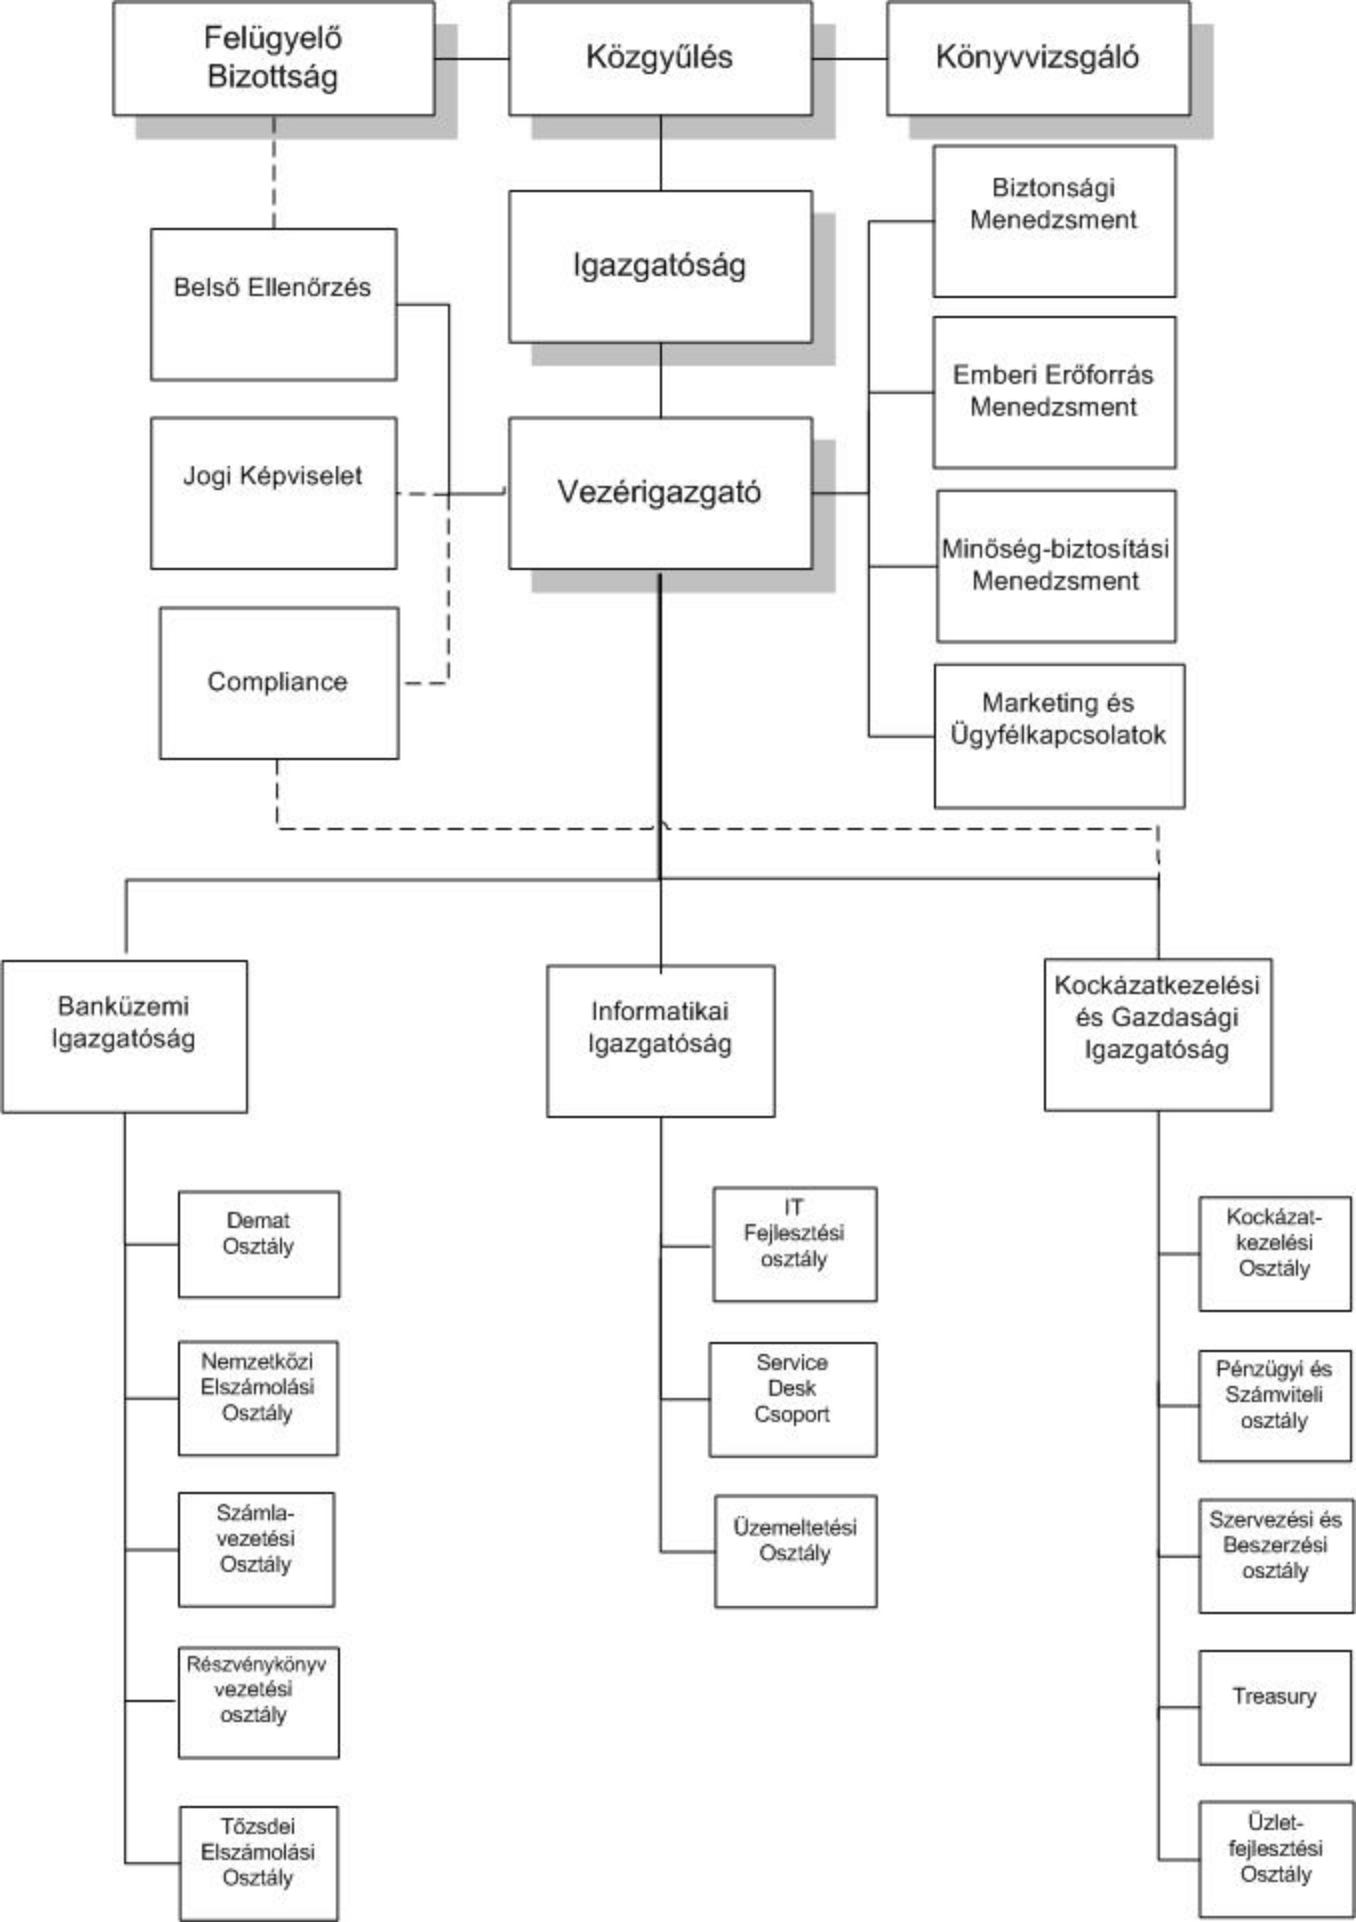 Felügyelő
Bizottság
Közgyűlés
Könyvvizsgáló
Biztonsági
Menedzsment
Belső Ellenőrzés
Igazgatóság
Emberi Erőforrás
Menedzsment
Jogi Képviselet
Vezérigazgató
Minőség-biztosítási
Menedzsment
Compliance
Marketing és
Ügyfélkapcsolatok
Banküzemi
Igazgatóság
Informatikai
Igazgatóság
Kockázatkezelési
és Gazdasági
Igazgatóság
Demat
Osztály
Nemzetközi
Elszámolási
Osztály
Számla-
vezetési
Osztály
Részvénykönyv
vezetési
osztály
Tőzsdei
Elszámolási
Osztály
IT
Fejlesztési
osztály
Service
Desk
Csoport
Üzemeltetési
Osztály
Kockázat-
kezelési
Osztály
Pénzügyi és
Számviteli
osztály
Szervezési és
Beszerzési
osztály
Treasury
Üzlet-
fejlesztési
Osztály